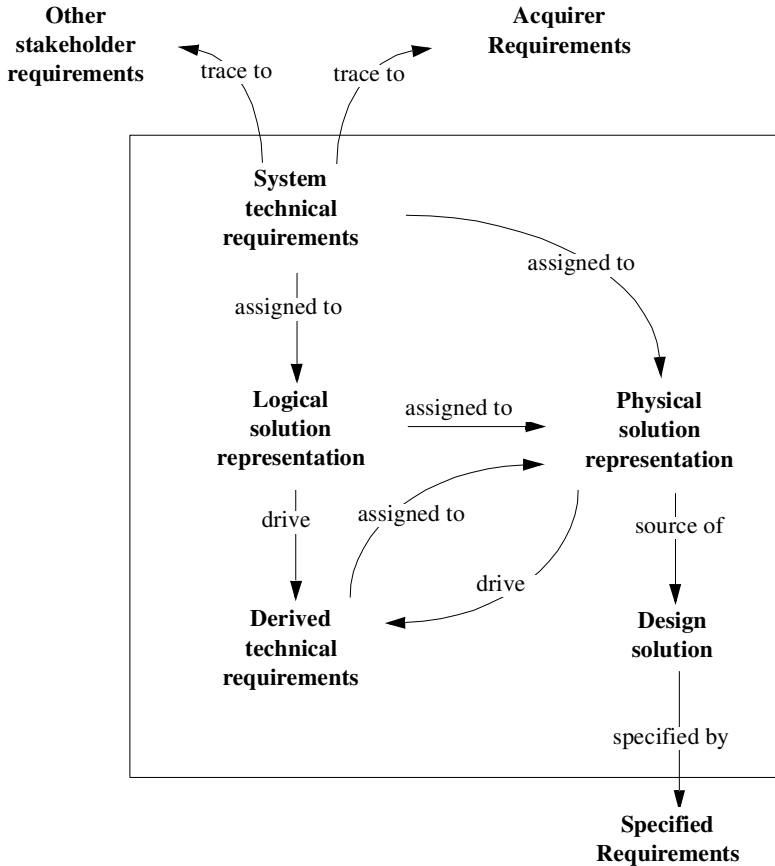 Other
stakeholder
requirements
Acquirer
Requirements
trace to
trace to
System
technical
requirements
assigned to
assigned to
Logical
solution
representation
assigned to
Physical
solution
representation
drive
assigned to
source of
drive
Derived
technical
requirements
Design
solution
specified by
Specified
Requirements